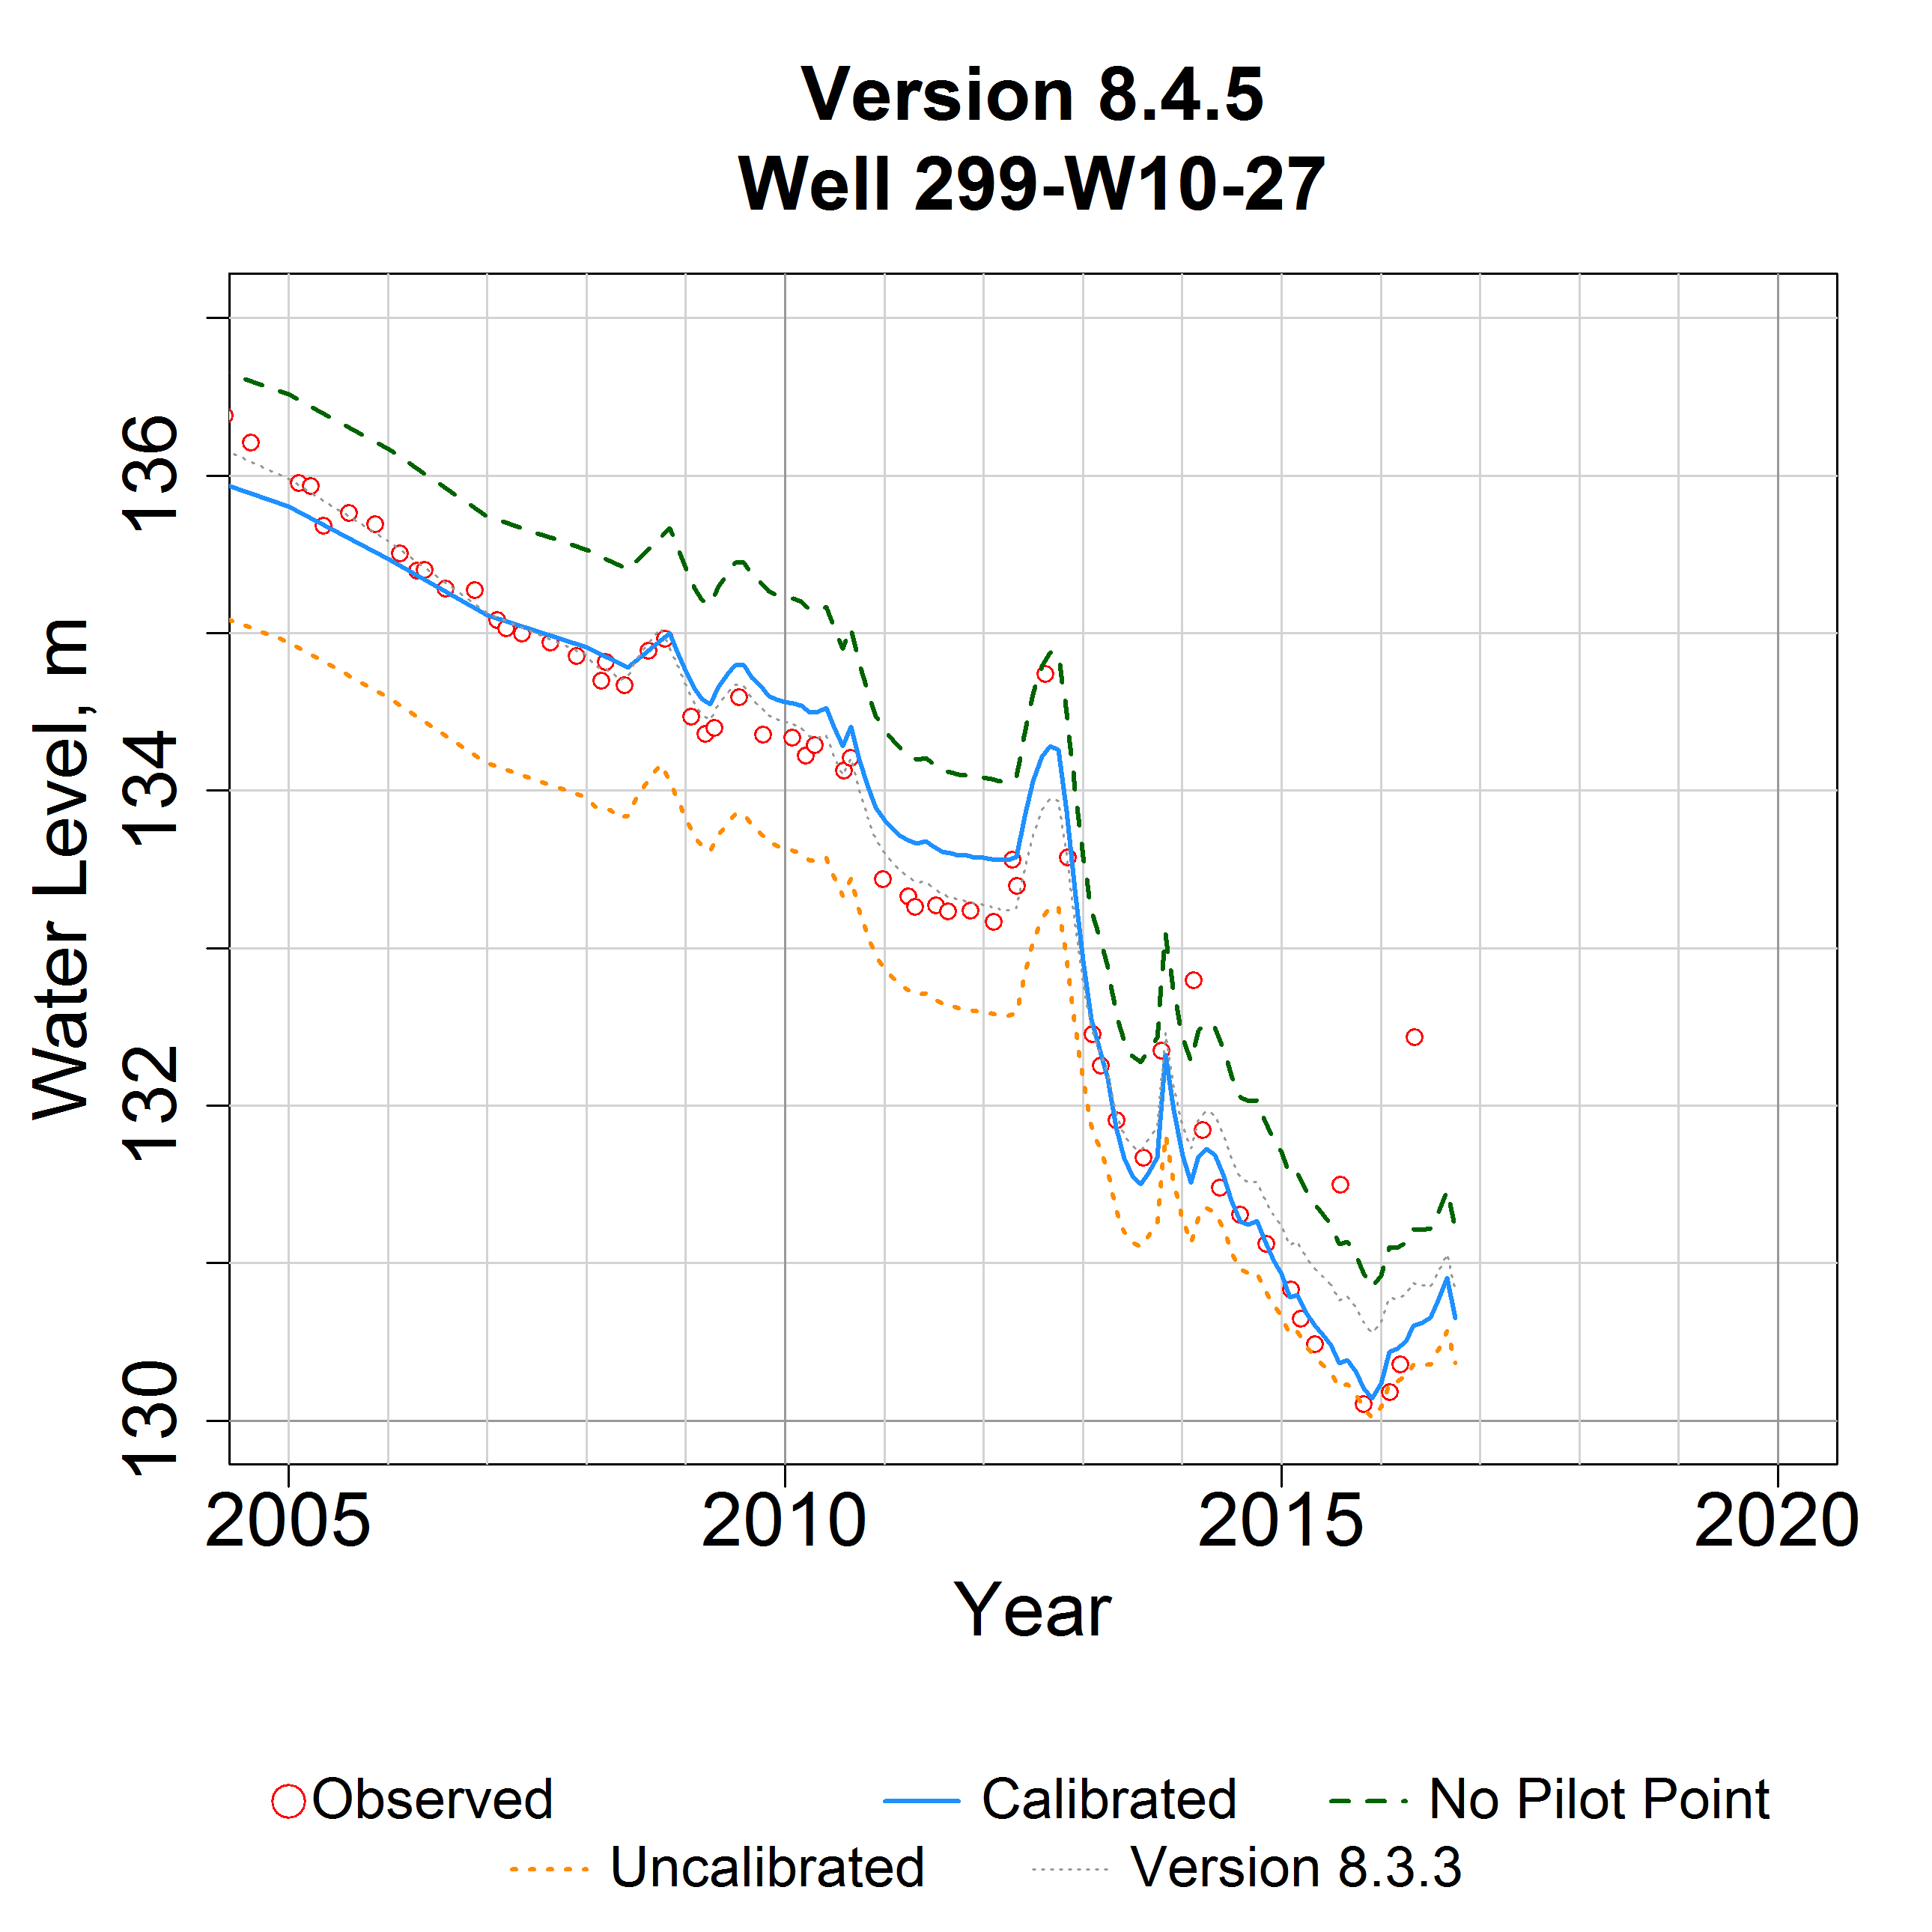 Version 8.4.5
Well 299-W10-27
Water Level, m
136
134
132
130
2005 2010 2015 2020
Year
Observed Calibrated No Pilot Point
Uncalibrated Version 8.3.3